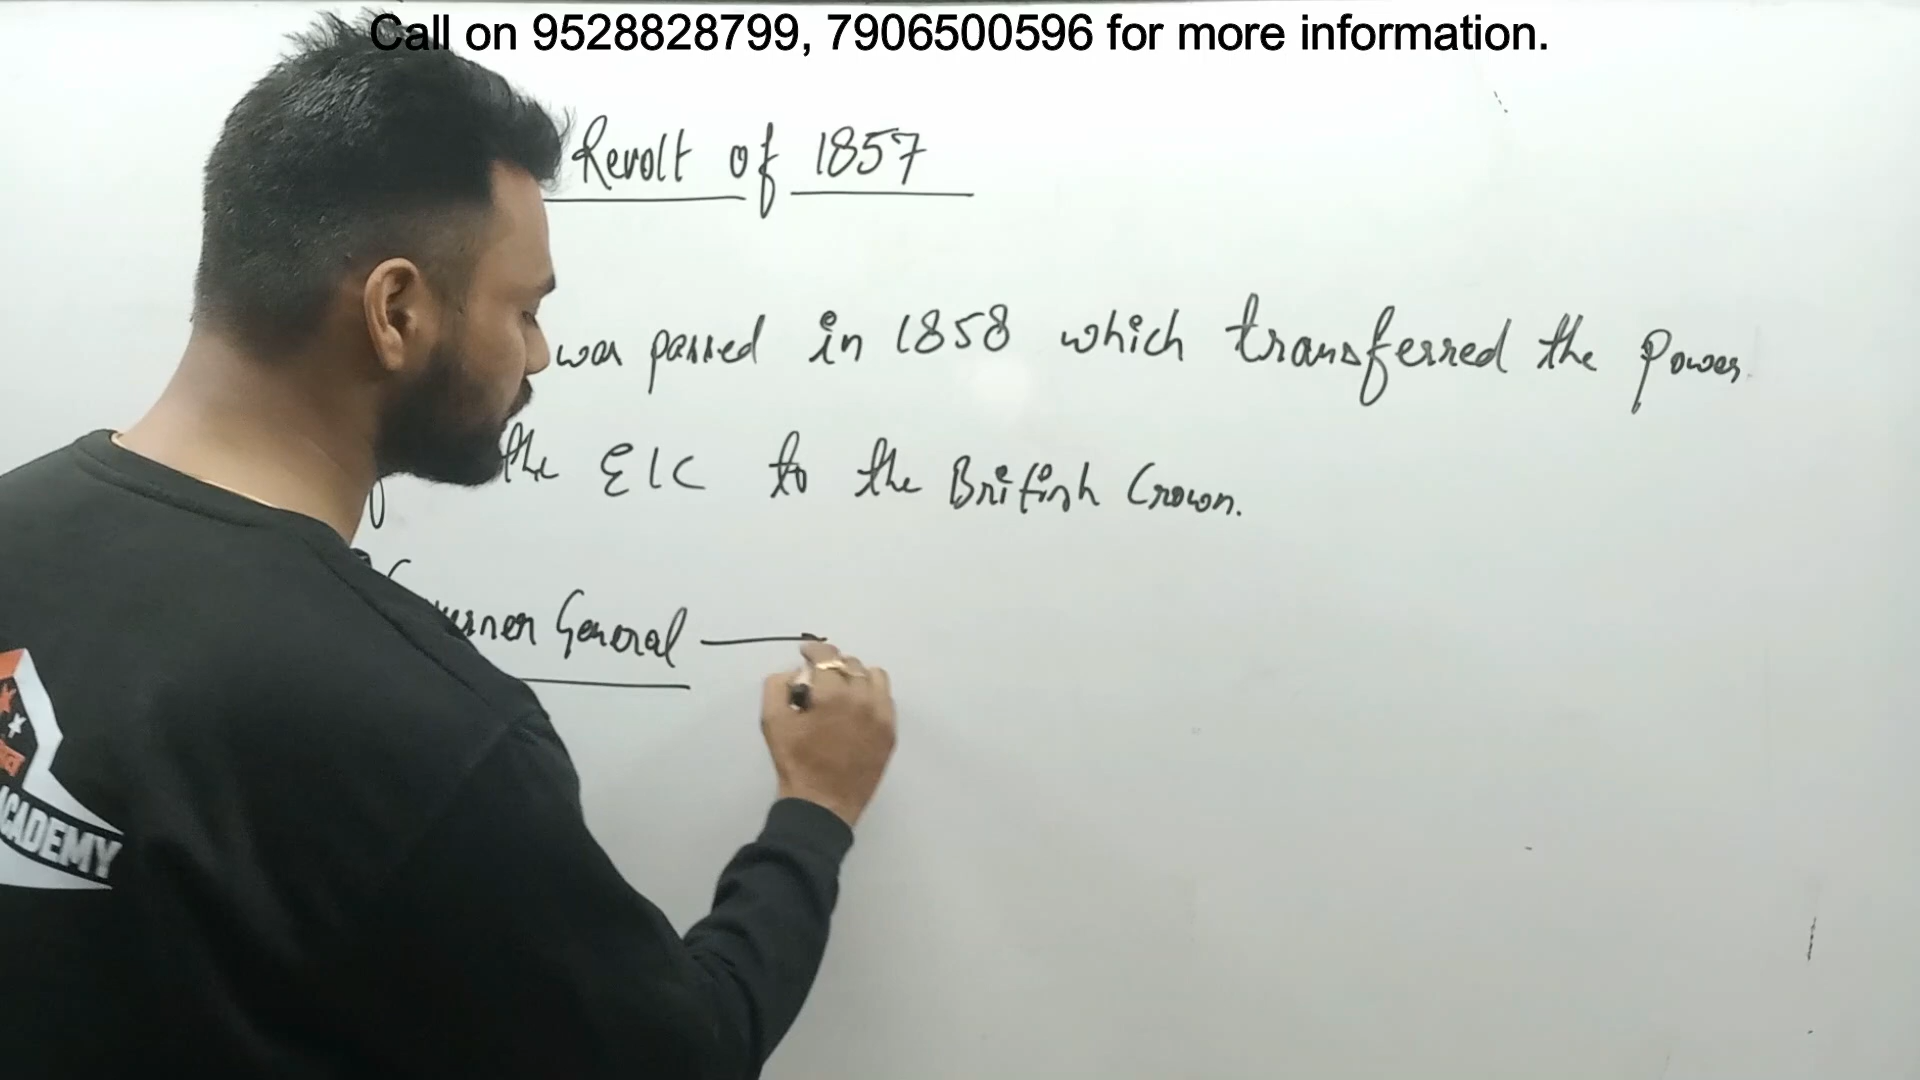 Call on 9528828799, 7906500596 for more information.
Revolt of 1857
was passed in 1858 which transferred the Power
the EIC to the British Crown.
General —
ACADEMY